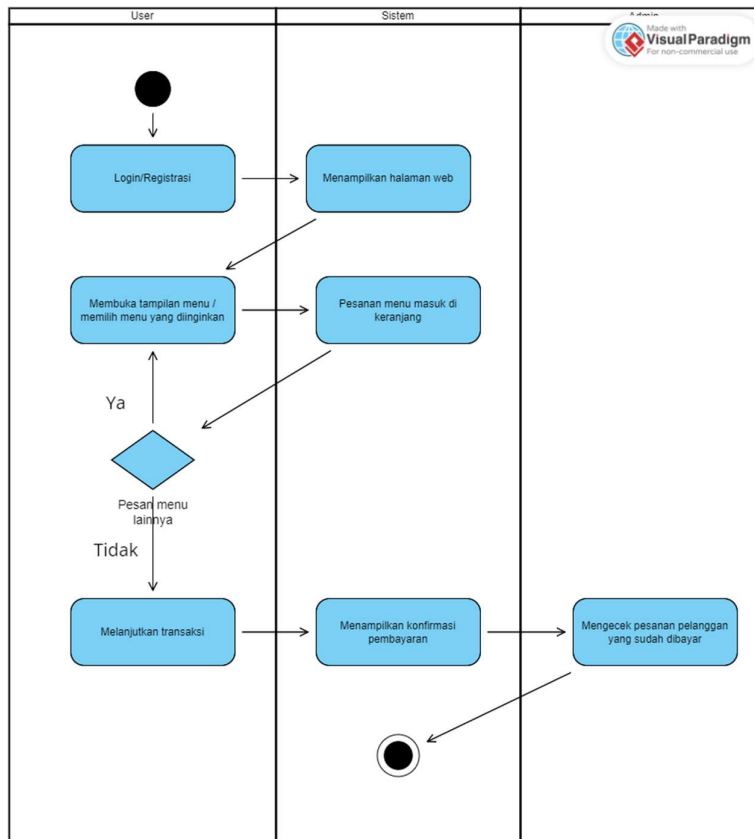 User
Sistem
Admin
Made with
Visual Paradigm
For non-commercial use
Login/Registrasi
Menampilkan halaman web
Membuka tampilan menu /
memilih menu yang diinginkan
Pesanan menu masuk di
keranjang
Ya
Pesan menu
lainnya
Tidak
Melanjutkan transaksi
Menampilkan konfirmasi
pembayaran
Mengecek pesanan pelanggan
yang sudah dibayar